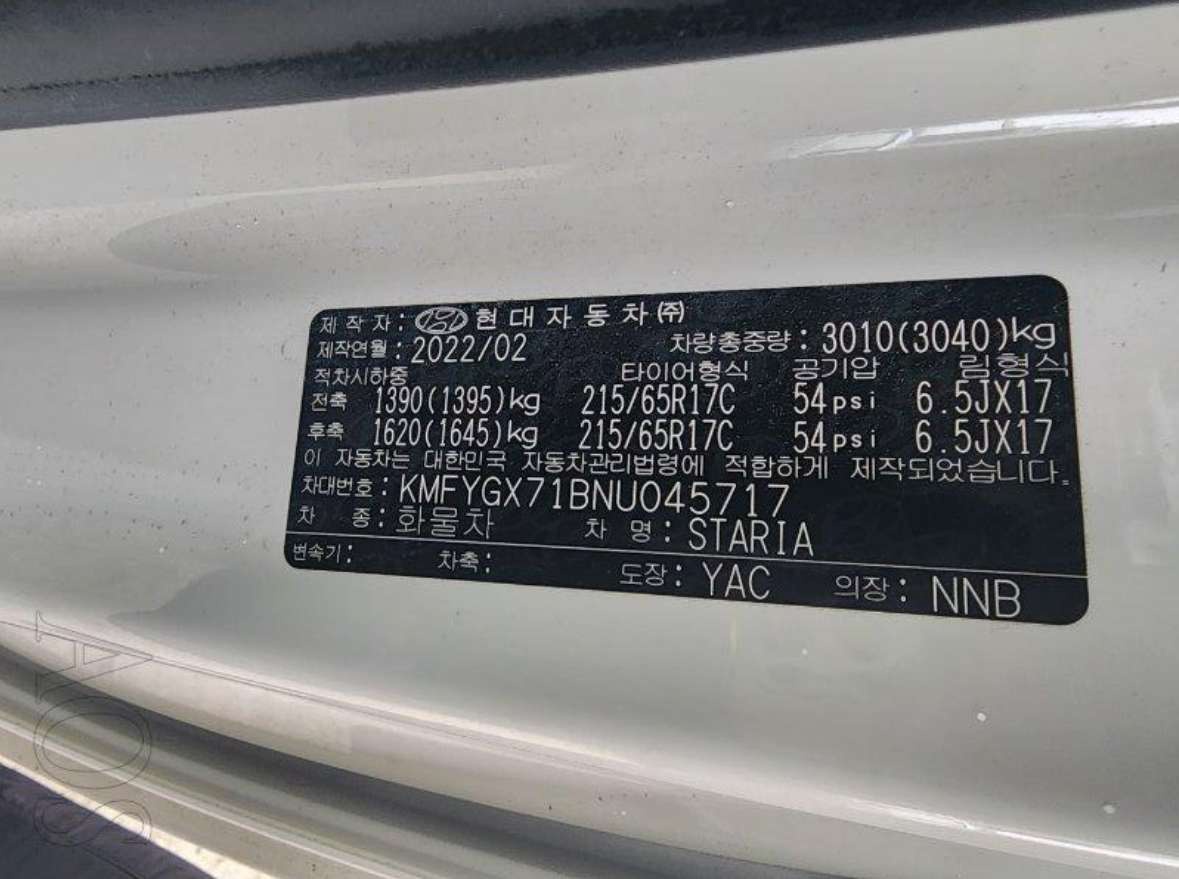 제 작 자 : 현 대 자 동 차 ㈜
제작연월 : 2022/02 차량총중량 : 3010(3040)kg
적차시하중 타이어형식 공기압 림형식
전축 1390(1395)kg 215/65R17C 54psi 6.5JX17
후축 1620(1645)kg 215/65R17C 54psi 6.5JX17
이 자동차는 대한민국 자동차관리법령에 적합하게 제작되었습니다.
차대번호 : KMFYGX71BNU045717
차 종 : 화물차 차 명 : STARIA
변속기 : 차축 : 도장 : YAC 의장 : NNB
AOS